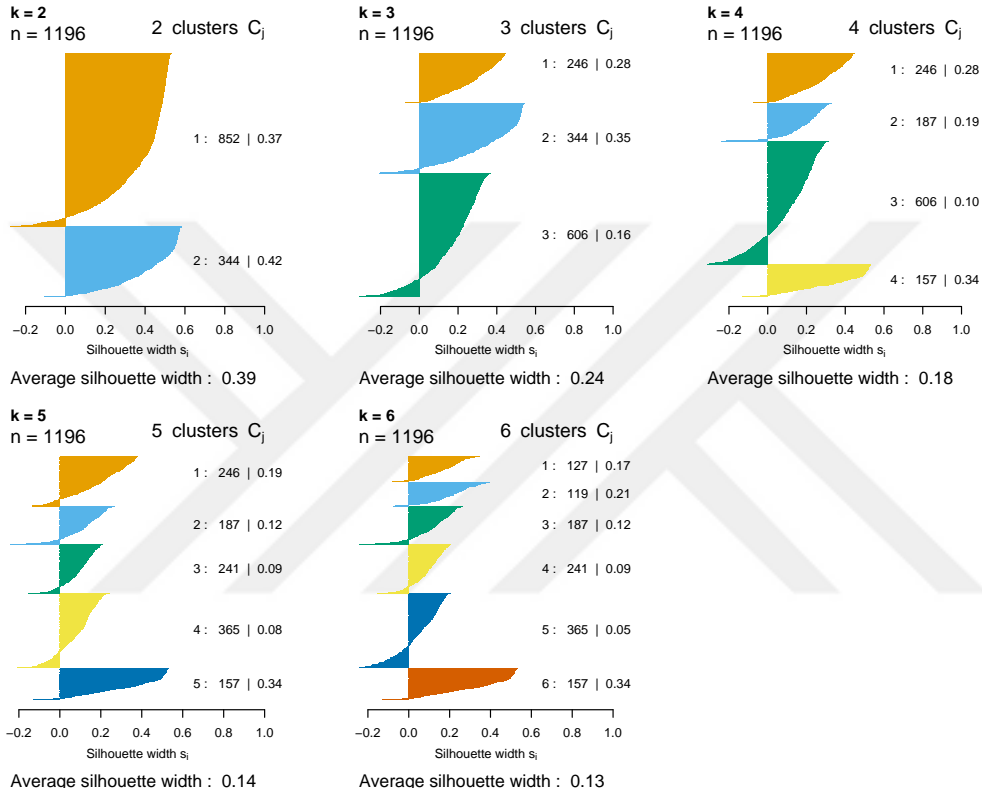 k = 2
n = 1196 2 clusters Cj
1 : 852 | 0.37
2 : 344 | 0.42
−0.2 0.0 0.2 0.4 0.6 0.8 1.0
Silhouette width si
Average silhouette width : 0.39
k = 3
n = 1196 3 clusters Cj
1 : 246 | 0.28
2 : 344 | 0.35
3 : 606 | 0.16
−0.2 0.0 0.2 0.4 0.6 0.8 1.0
Silhouette width si
Average silhouette width : 0.24
k = 4
n = 1196 4 clusters Cj
1 : 246 | 0.28
2 : 187 | 0.19
3 : 606 | 0.10
4 : 157 | 0.34
−0.2 0.0 0.2 0.4 0.6 0.8 1.0
Silhouette width si
Average silhouette width : 0.18
k = 5
n = 1196 5 clusters Cj
1 : 246 | 0.19
2 : 187 | 0.12
3 : 241 | 0.09
4 : 365 | 0.08
5 : 157 | 0.34
−0.2 0.0 0.2 0.4 0.6 0.8 1.0
Silhouette width si
Average silhouette width : 0.14
k = 6
n = 1196 6 clusters Cj
1 : 127 | 0.17
2 : 119 | 0.21
3 : 187 | 0.12
4 : 241 | 0.09
5 : 365 | 0.05
6 : 157 | 0.34
−0.2 0.0 0.2 0.4 0.6 0.8 1.0
Silhouette width si
Average silhouette width : 0.13